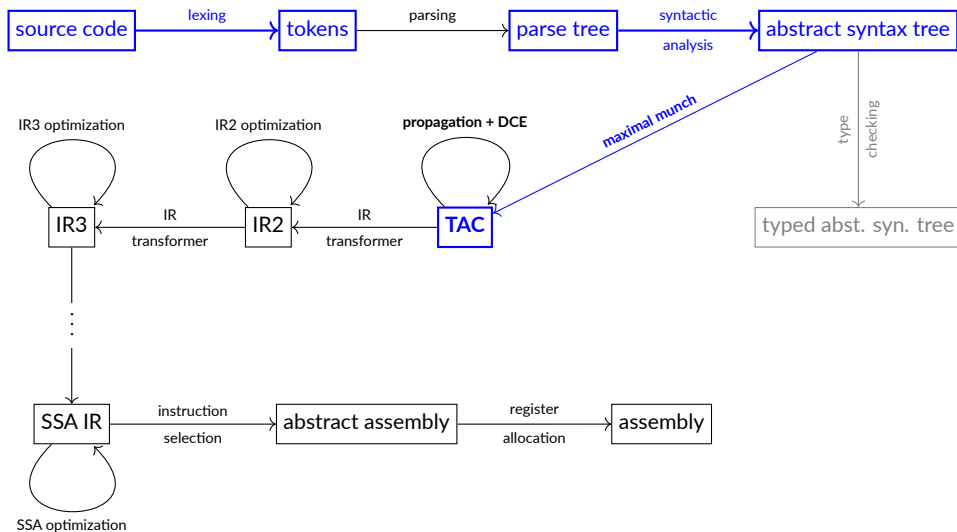 source code
lexing
tokens
parsing
parse tree
syntactic
analysis
abstract syntax tree
maximal munch
type
checking
typed abst. syn. tree
IR3 optimization
IR2 optimization
propagation + DCE
IR3
IR
transformer
IR2
IR
transformer
TAC
⋮
SSA IR
instruction
selection
abstract assembly
register
allocation
assembly
SSA optimization